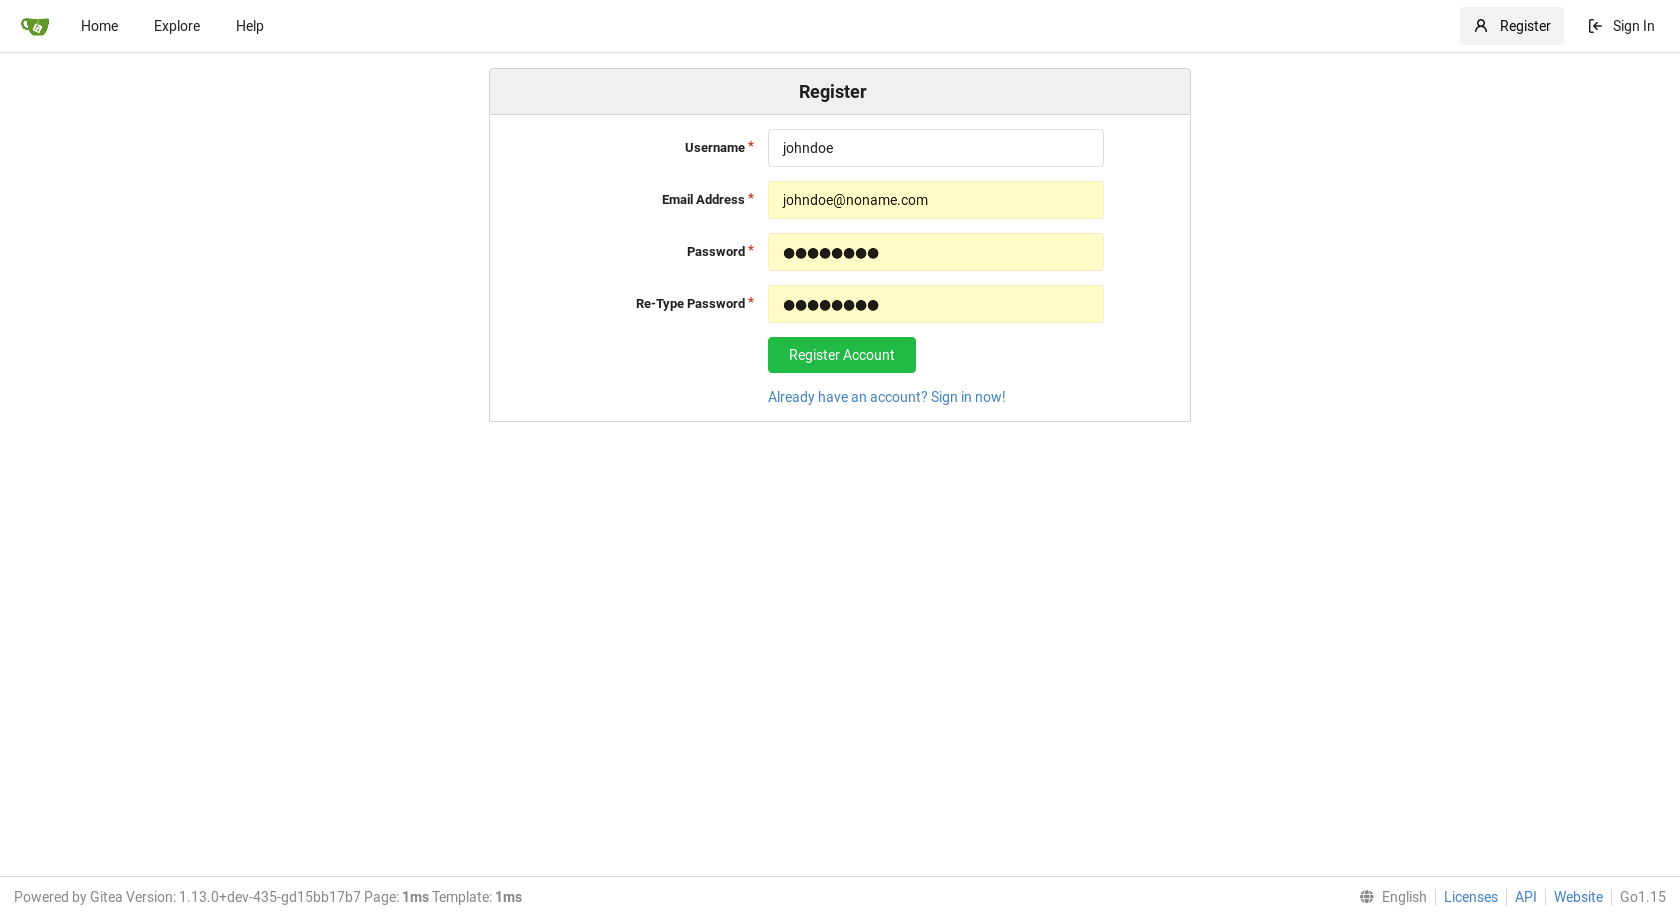 Home Explore Help Register Sign In
Register
Username * johndoe
Email Address * johndoe@noname.com
Password * ●●●●●●●●
Re-Type Password * ●●●●●●●●
Register Account
Already have an account? Sign in now!
Powered by Gitea Version: 1.13.0+dev-435-gd15bb17b7 Page: 1ms Template: 1ms English Licenses API Website Go1.15